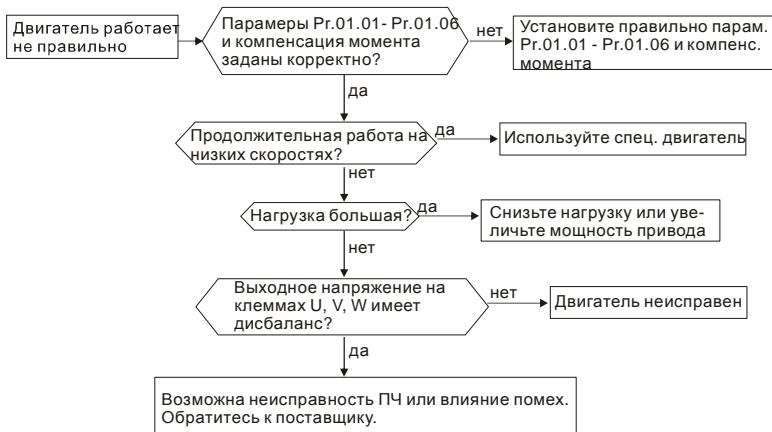 Двигатель работает
не правильно
Парамеры Pr.01.01- Pr.01.06
и компенсация момента
заданы корректно?
нет
Установите правильно парам.
Pr.01.01 - Pr.01.06 и компенс.
момента
да
Продолжительная работа на
низких скоростях?
да
Используйте спец. двигатель
нет
Нагрузка большая?
да
Снизьте нагрузку или уве-
личьте мощность привода
нет
Выходное напряжение на
клеммах U, V, W имеет
дисбаланс?
нет
Двигатель неисправен
да
Возможна неисправность ПЧ или влияние помех.
Обратитесь к поставщику.